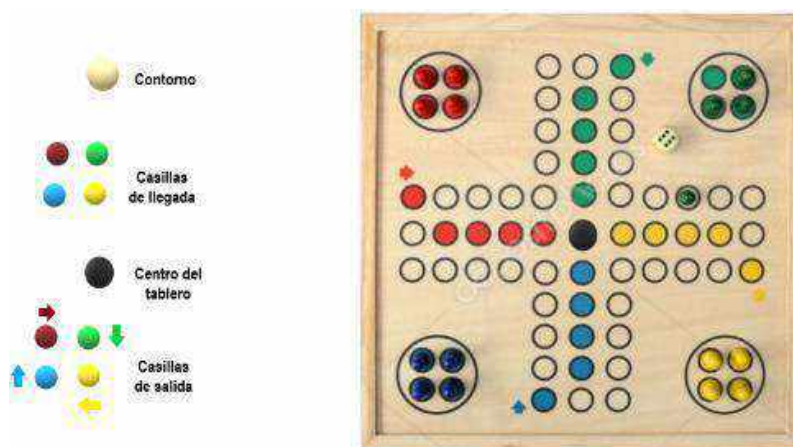 Contorno
Casillas
de llegada
Centro del
tablero
Casillas
de salida